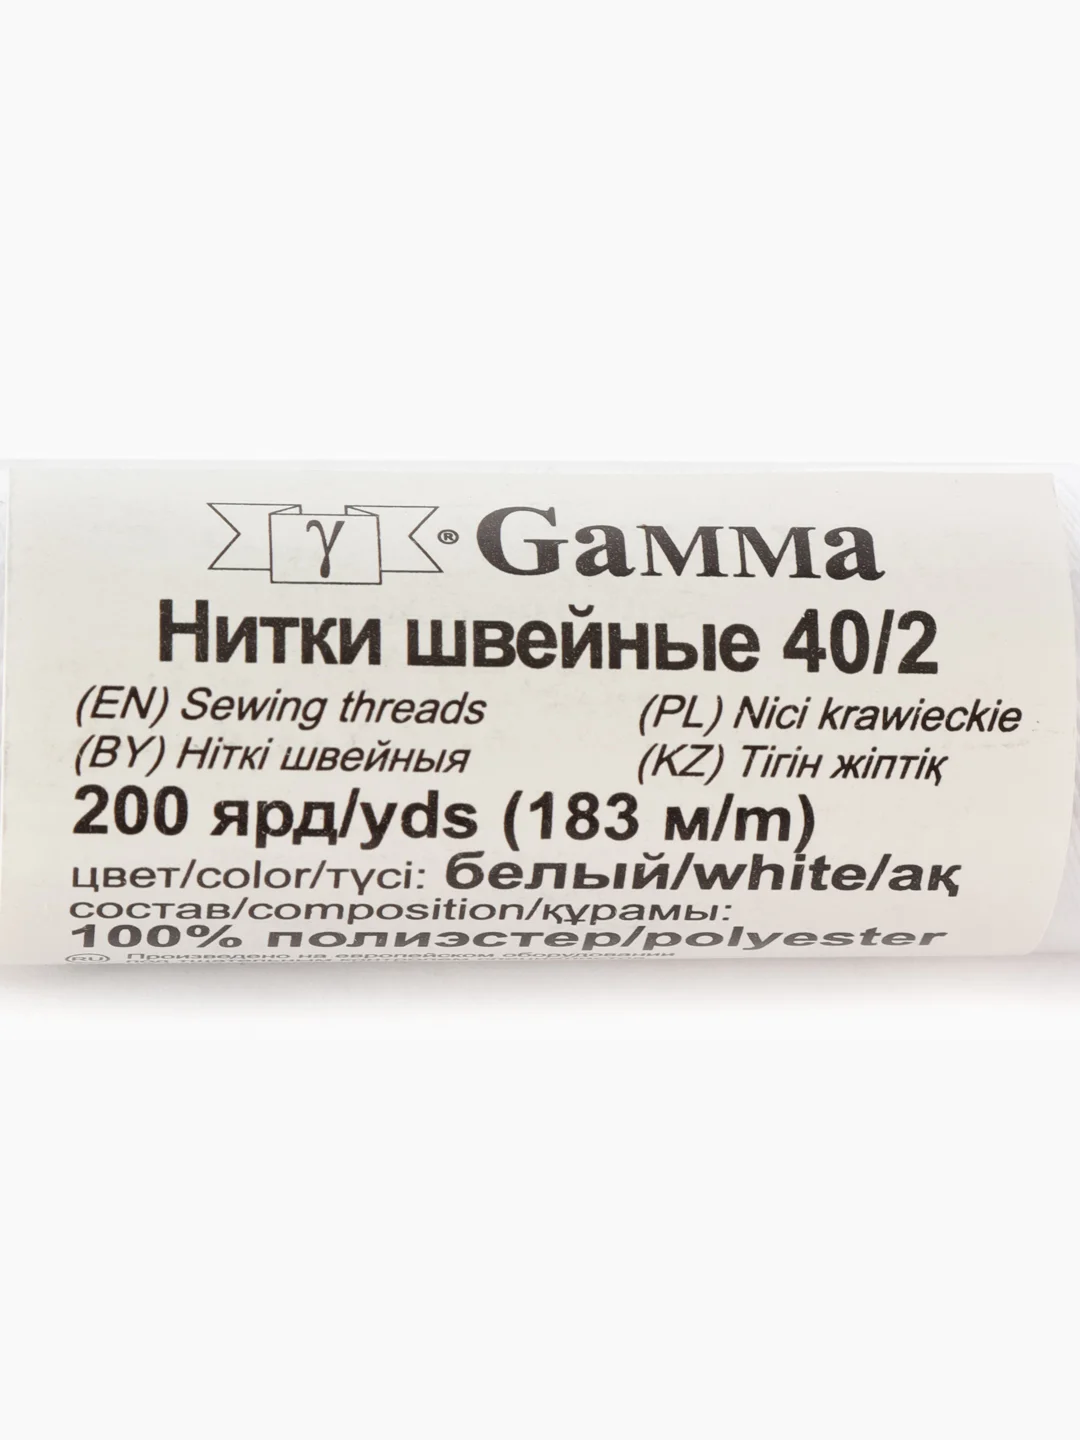 γ ® Gamma
Нитки швейные 40/2
(EN) Sewing threads (PL) Nici krawieckie
(BY) Ніткі швейныя (KZ) Тігін жіптік
200 ярд/yds (183 м/m)
цвет/color/түсі: белый/white/ақ
состав/composition/құрамы:
100% полиэстер/polyester
(RU) Произведено на европейском оборудовании